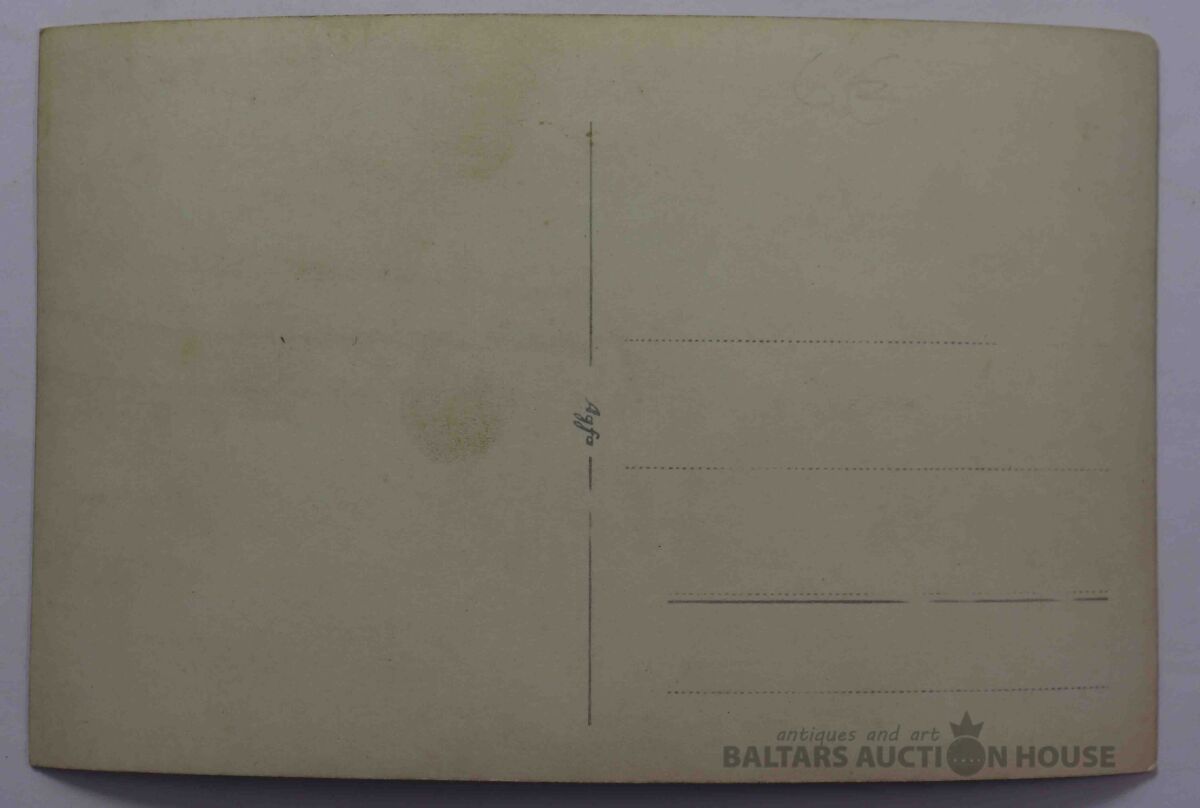 Agfa
antiques and art
BALTARS AUCTION HOUSE